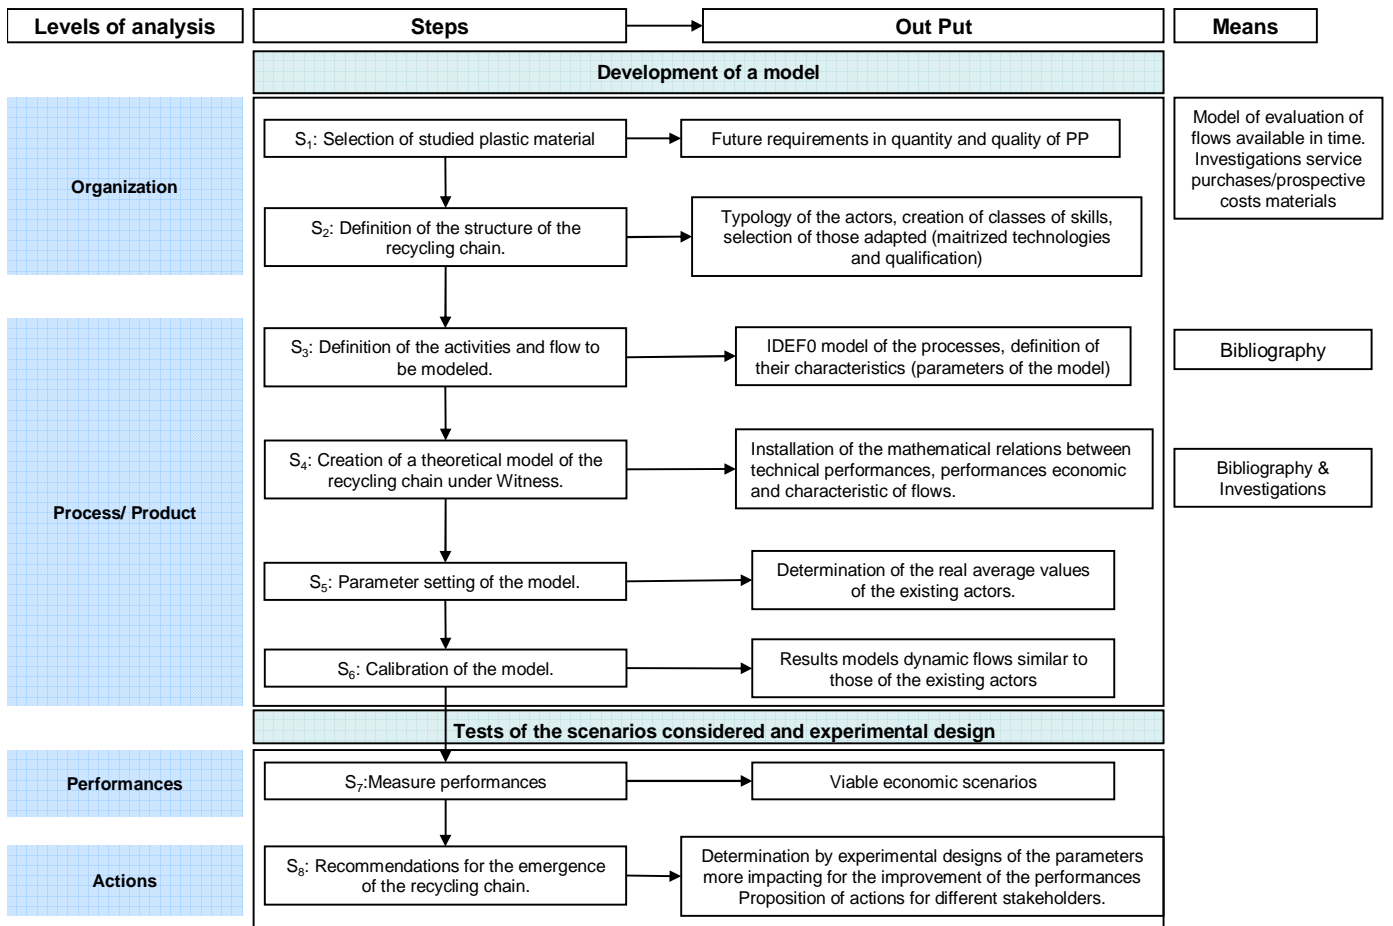 Levels of analysis
Steps
Out Put
Means
Development of a model
Organization
S1: Selection of studied plastic material
Future requirements in quantity and quality of PP
Model of evaluation of
flows available in time.
Investigations service
purchases/prospective
costs materials
S2: Definition of the structure of the
recycling chain.
Typology of the actors, creation of classes of skills,
selection of those adapted (maitrized technologies
and qualification)
Process/ Product
S3: Definition of the activities and flow to
be modeled.
IDEF0 model of the processes, definition of
their characteristics (parameters of the model)
Bibliography
S4: Creation of a theoretical model of the
recycling chain under Witness.
Installation of the mathematical relations between
technical performances, performances economic
and characteristic of flows.
Bibliography &
Investigations
S5: Parameter setting of the model.
Determination of the real average values
of the existing actors.
S6: Calibration of the model.
Results models dynamic flows similar to
those of the existing actors
Tests of the scenarios considered and experimental design
Performances
S7:Measure performances
Viable economic scenarios
Actions
S8: Recommendations for the emergence
of the recycling chain.
Determination by experimental designs of the parameters
more impacting for the improvement of the performances
Proposition of actions for different stakeholders.